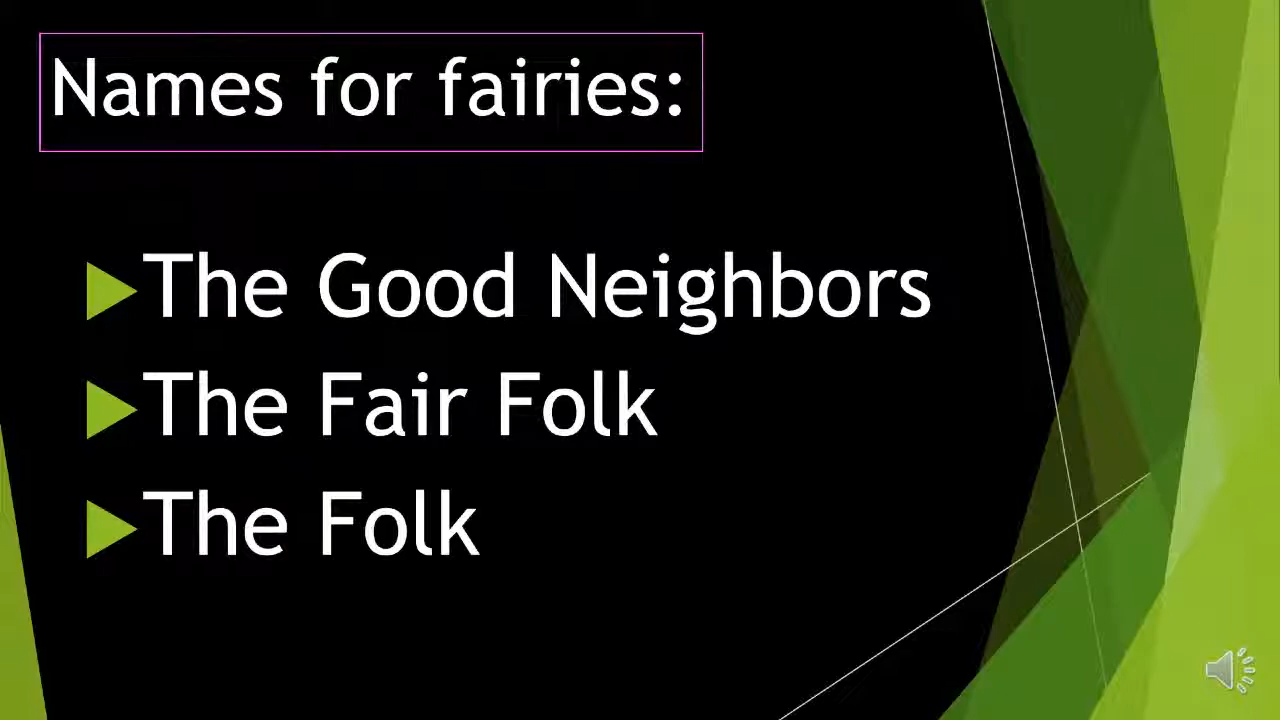 Names for fairies:
The Good Neighbors
The Fair Folk
The Folk